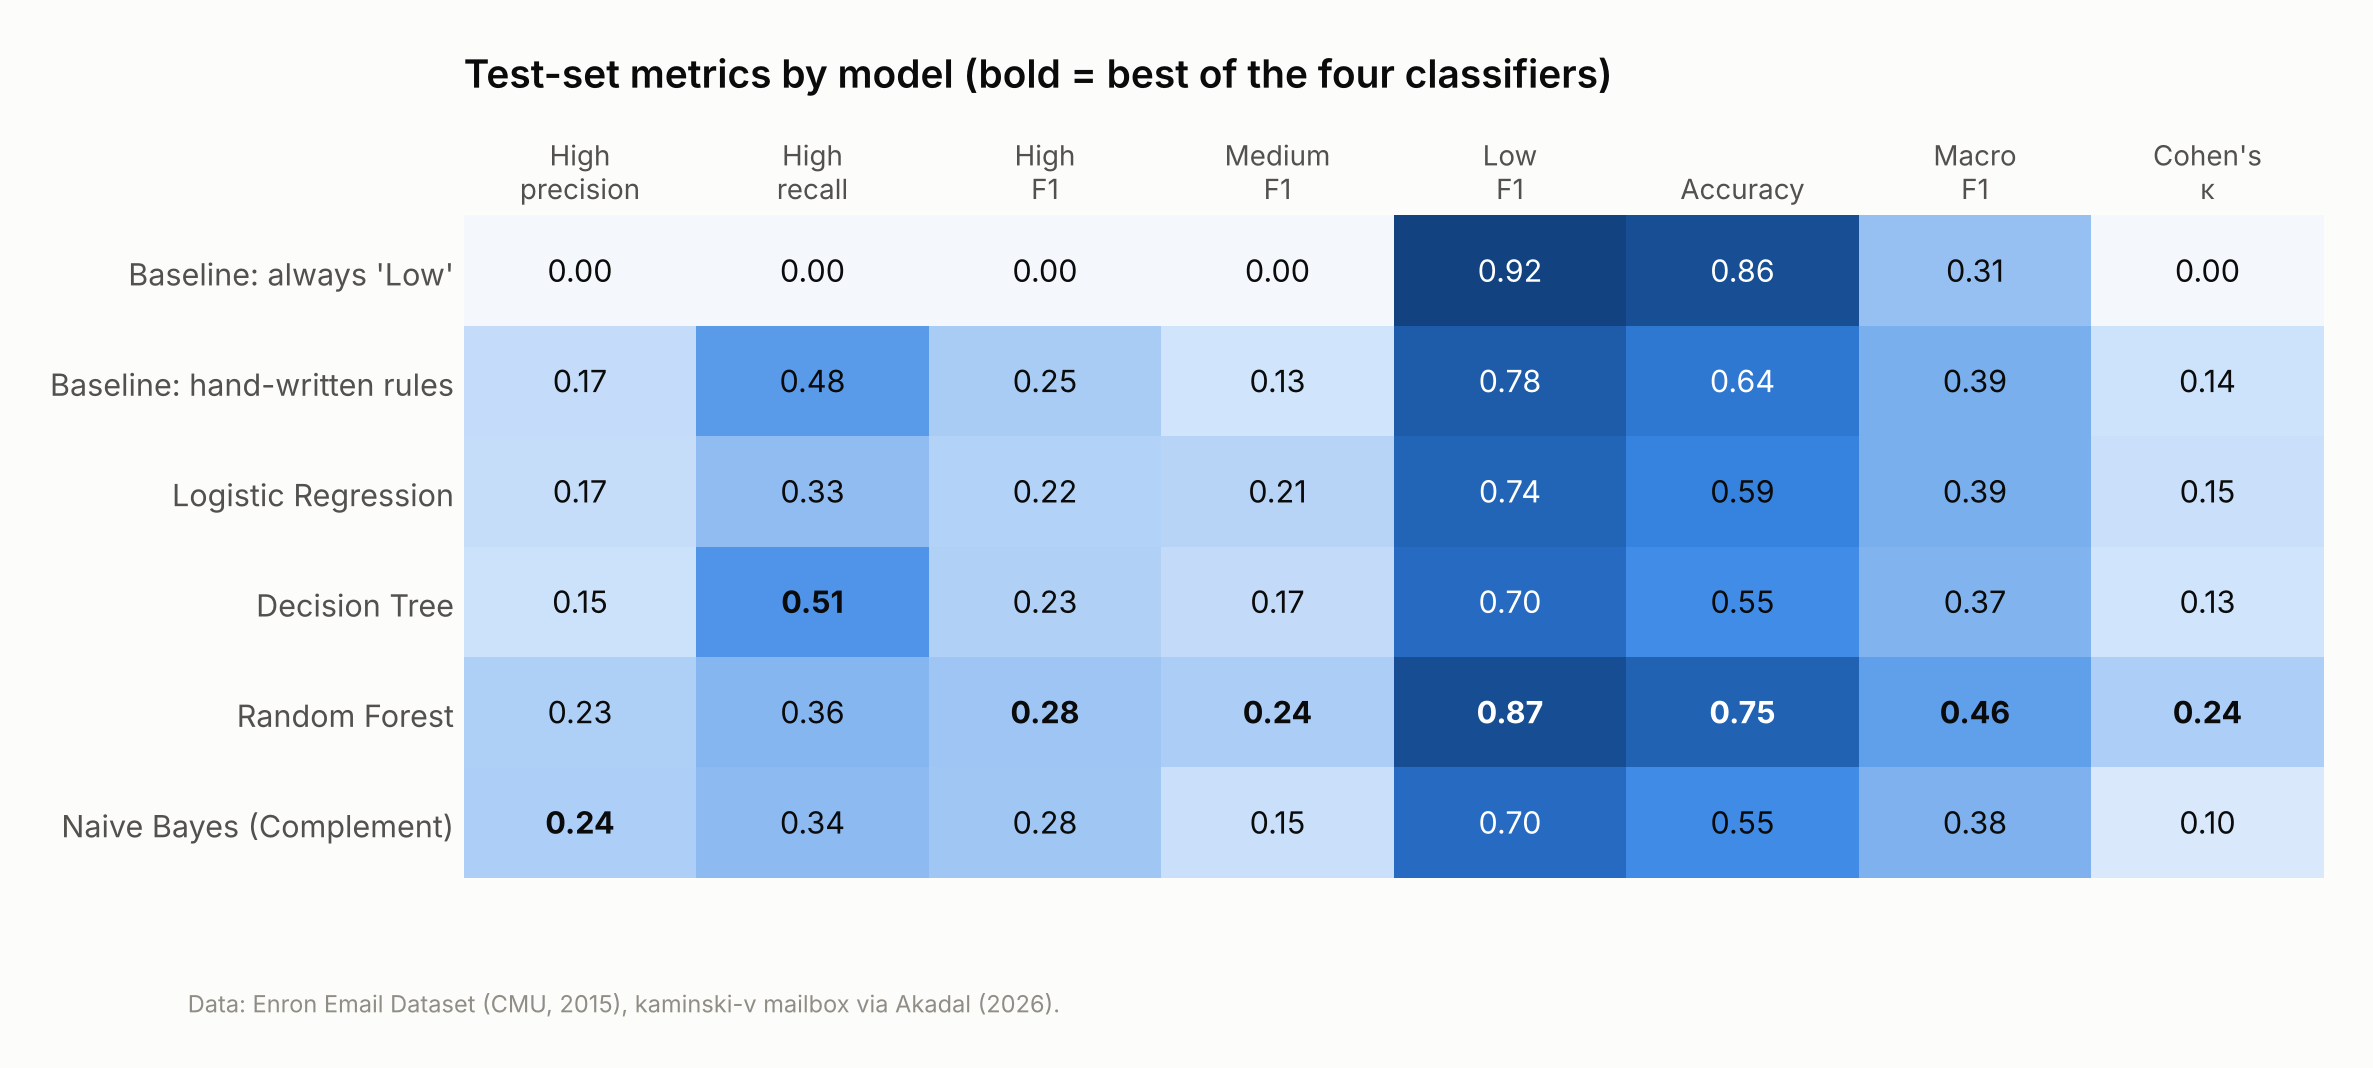 Test-set metrics by model (bold = best of the four classifiers)
High precision High recall High F1 Medium F1 Low F1 Accuracy Macro F1 Cohen's κ
Baseline: always 'Low' 0.00 0.00 0.00 0.00 0.92 0.86 0.31 0.00
Baseline: hand-written rules 0.17 0.48 0.25 0.13 0.78 0.64 0.39 0.14
Logistic Regression 0.17 0.33 0.22 0.21 0.74 0.59 0.39 0.15
Decision Tree 0.15 0.51 0.23 0.17 0.70 0.55 0.37 0.13
Random Forest 0.23 0.36 0.28 0.24 0.87 0.75 0.46 0.24
Naive Bayes (Complement) 0.24 0.34 0.28 0.15 0.70 0.55 0.38 0.10
Data: Enron Email Dataset (CMU, 2015), kaminski-v mailbox via Akadal (2026).